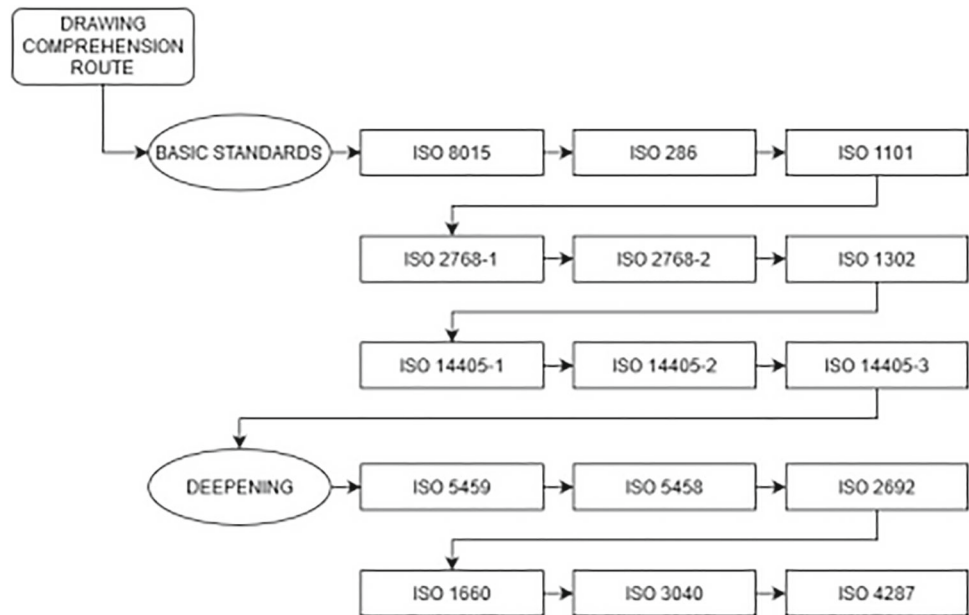 DRAWING
COMPREHENSION
ROUTE
BASIC STANDARDS
ISO 8015
ISO 286
ISO 1101
ISO 2768-1
ISO 2768-2
ISO 1302
ISO 14405-1
ISO 14405-2
ISO 14405-3
DEEPENING
ISO 5459
ISO 5458
ISO 2692
ISO 1660
ISO 3040
ISO 4287